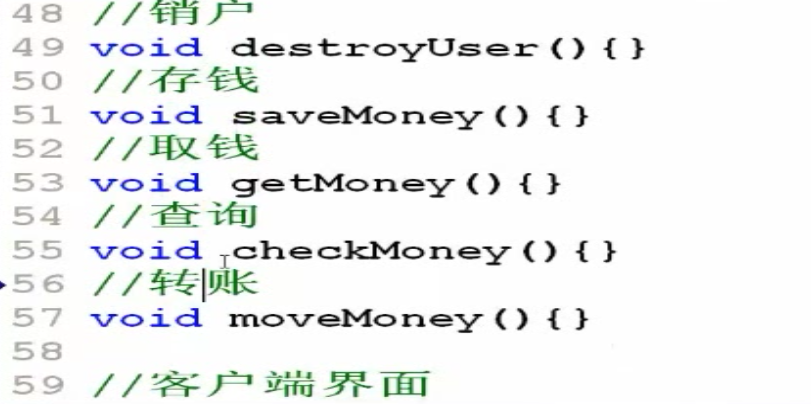 48 //销户
49 void destroyUser(){}
50 //存钱
51 void saveMoney(){}
52 //取钱
53 void getMoney(){}
54 //查询
55 void checkMoney(){}
56 //转账
57 void moveMoney(){}
58
59 //客户端界面